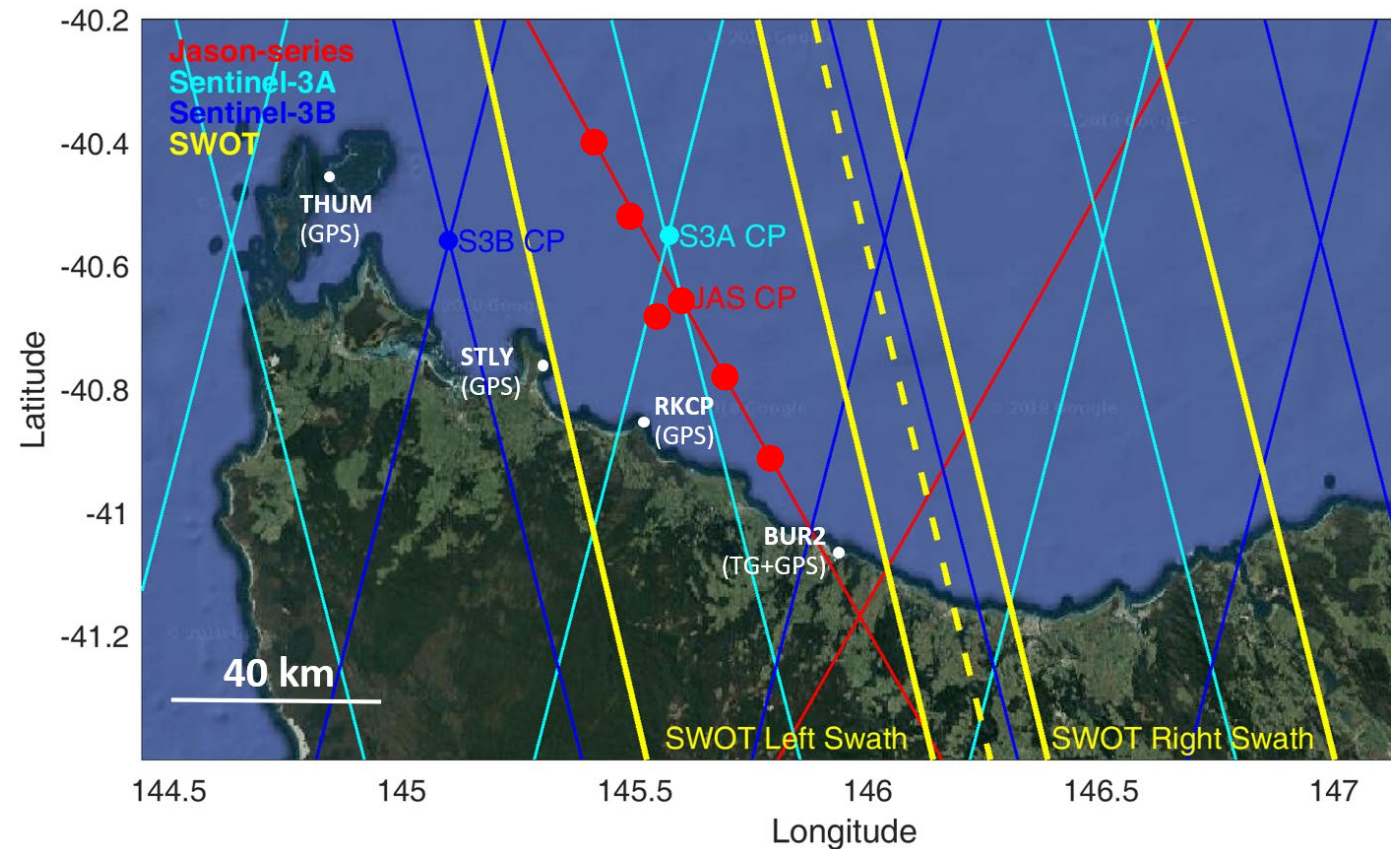 -40.2
-40.4
-40.6
-40.8
-41
-41.2
Latitude
Jason-series
Sentinel-3A
Sentinel-3B
SWOT
THUM
(GPS)
S3B CP
S3A CP
JAS CP
STLY
(GPS)
RKCP
(GPS)
BUR2
(TG+GPS)
40 km
SWOT Left Swath
SWOT Right Swath
144.5
145
145.5
146
146.5
147
Longitude